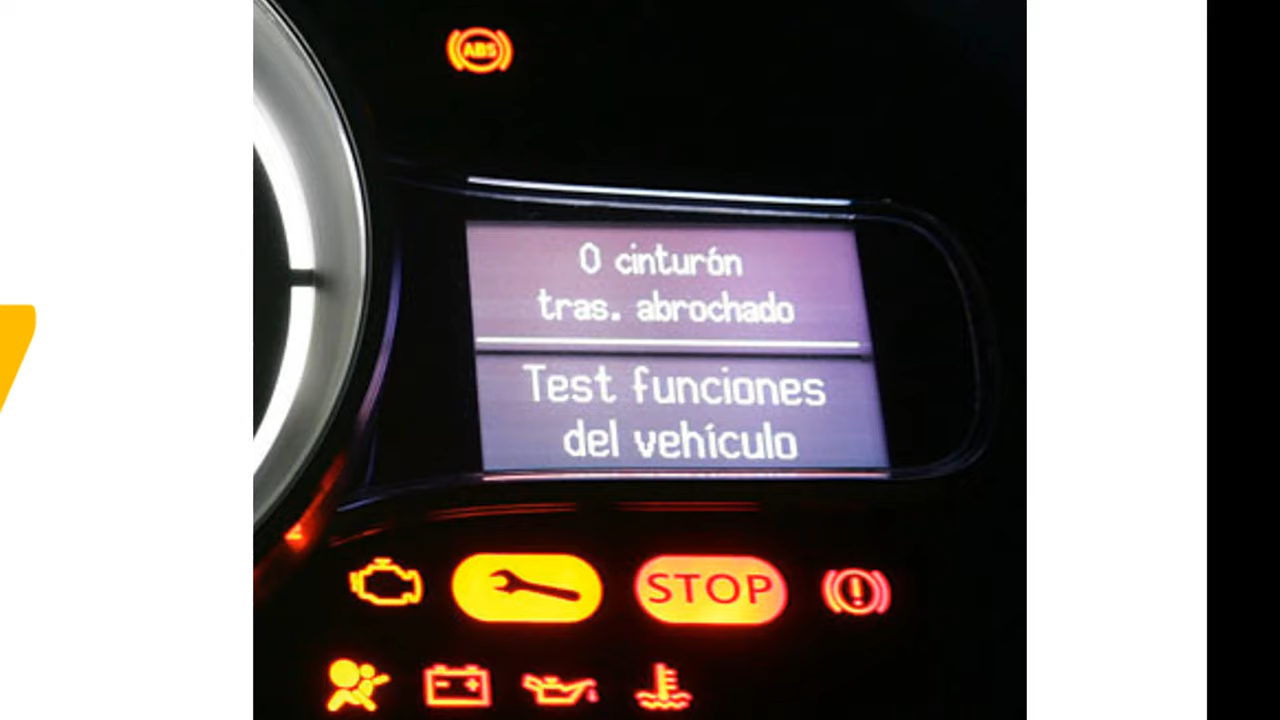 ABS
0 cinturón
tras. abrochado
Test funciones
del vehículo
STOP